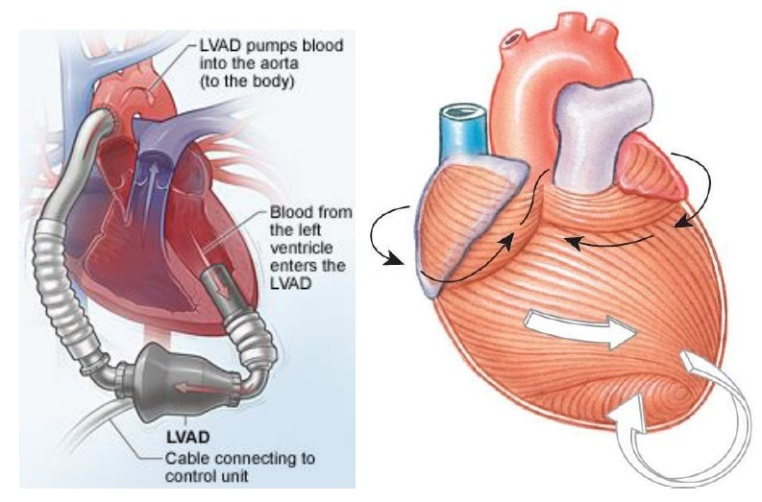 LVAD pumps blood
into the aorta
(to the body)
Blood from
the left
ventricle
enters the
LVAD
LVAD
Cable connecting to
control unit